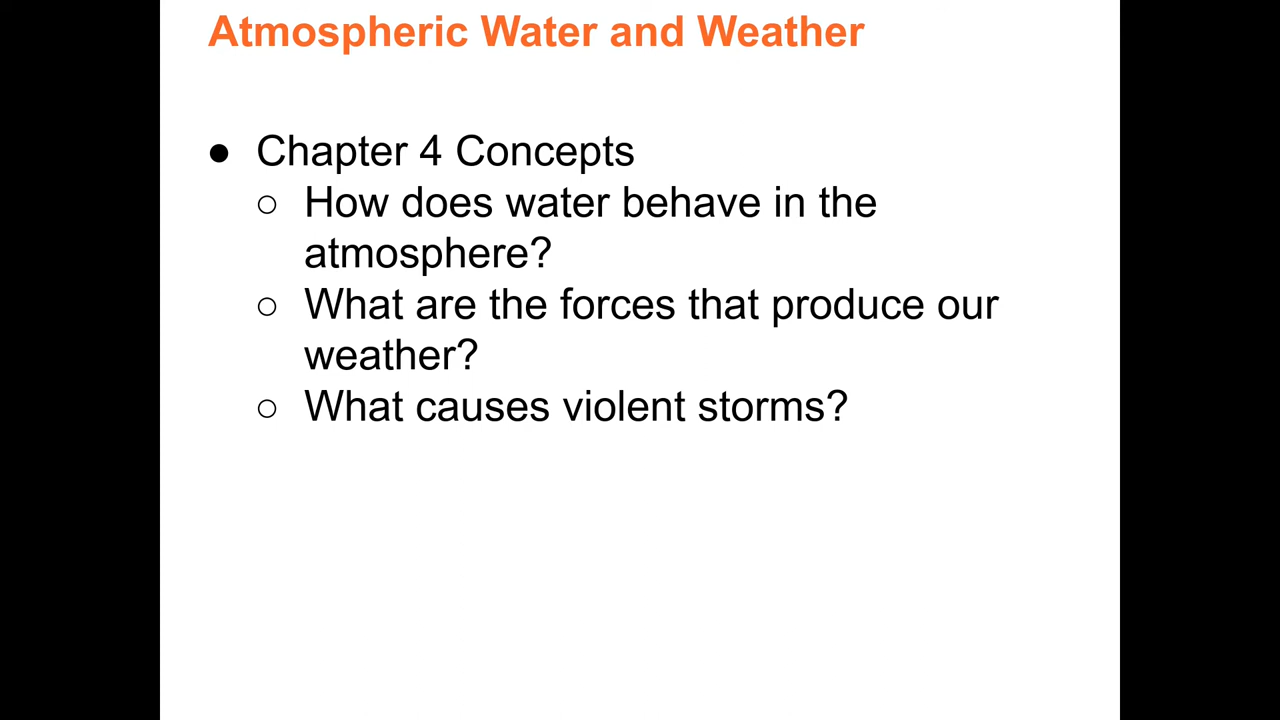 Atmospheric Water and Weather
● Chapter 4 Concepts
○ How does water behave in the
atmosphere?
○ What are the forces that produce our
weather?
○ What causes violent storms?